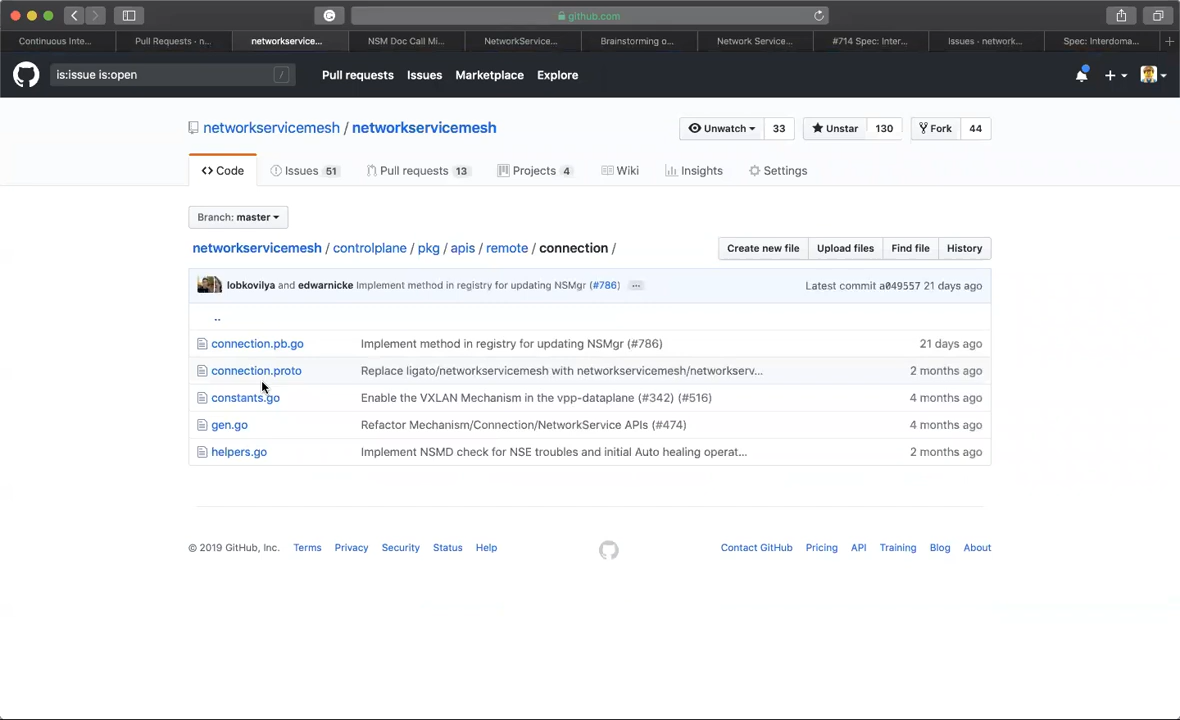 github.com
Continuous Inte...
Pull Requests - n...
networkservice...
NSM Doc Call Mi...
NetworkService...
Brainstorming o...
Network Service...
#714 Spec: Inter...
Issues · network...
Spec: Interdoma...
is:issue is:open /
Pull requests Issues Marketplace Explore
networkservicemesh / networkservicemesh
Unwatch 33 Unstar 130 Fork 44
Code Issues 51 Pull requests 13 Projects 4 Wiki Insights Settings
Branch: master
networkservicemesh / controlplane / pkg / apis / remote / connection /
Create new file Upload files Find file History
lobkovilya and edwarnicke Implement method in registry for updating NSMgr (#786) ... Latest commit a049557 21 days ago
..
connection.pb.go Implement method in registry for updating NSMgr (#786) 21 days ago
connection.proto Replace ligato/networkservicemesh with networkservicemesh/networkserv... 2 months ago
constants.go Enable the VXLAN Mechanism in the vpp-dataplane (#342) (#516) 4 months ago
gen.go Refactor Mechanism/Connection/NetworkService APIs (#474) 4 months ago
helpers.go Implement NSMD check for NSE troubles and initial Auto healing operat... 2 months ago
© 2019 GitHub, Inc. Terms Privacy Security Status Help Contact GitHub Pricing API Training Blog About